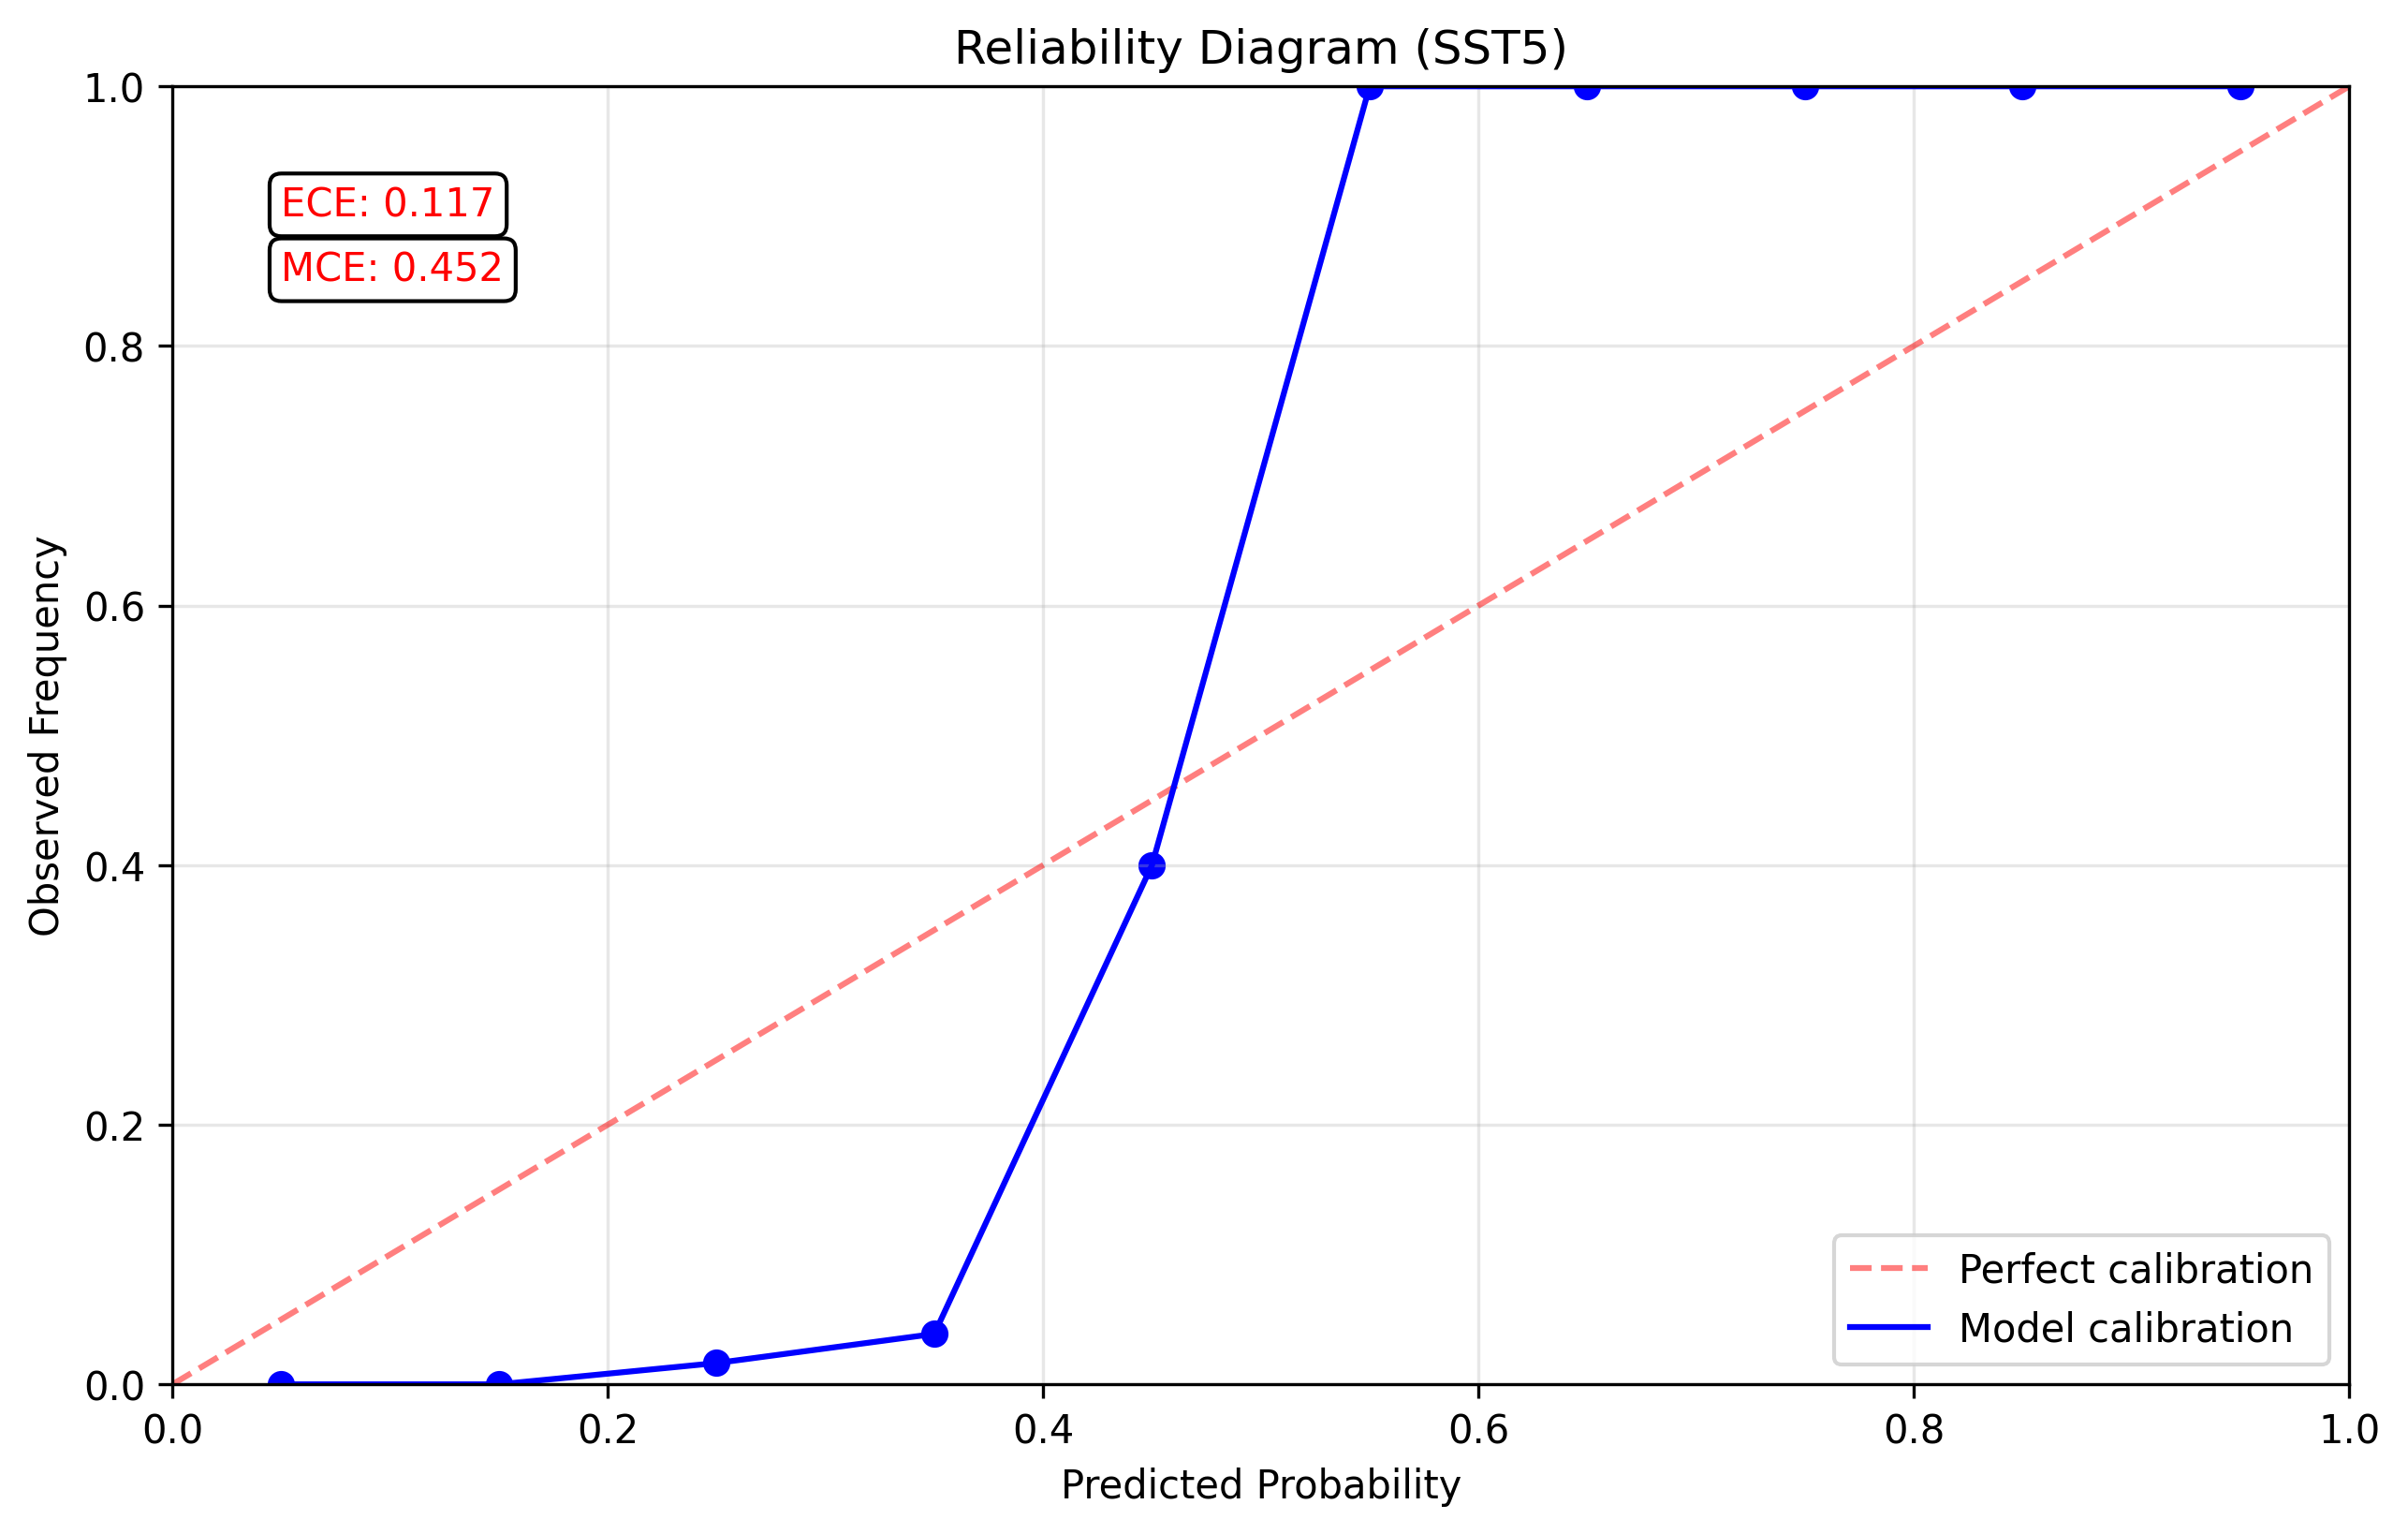 Reliability Diagram (SST5)
1.0
ECE: 0.117
MCE: 0.452
0.8
0.6
Observed Frequency
0.4
0.2
Perfect calibration
Model calibration
0.0
0.0 0.2 0.4 0.6 0.8 1.0
Predicted Probability